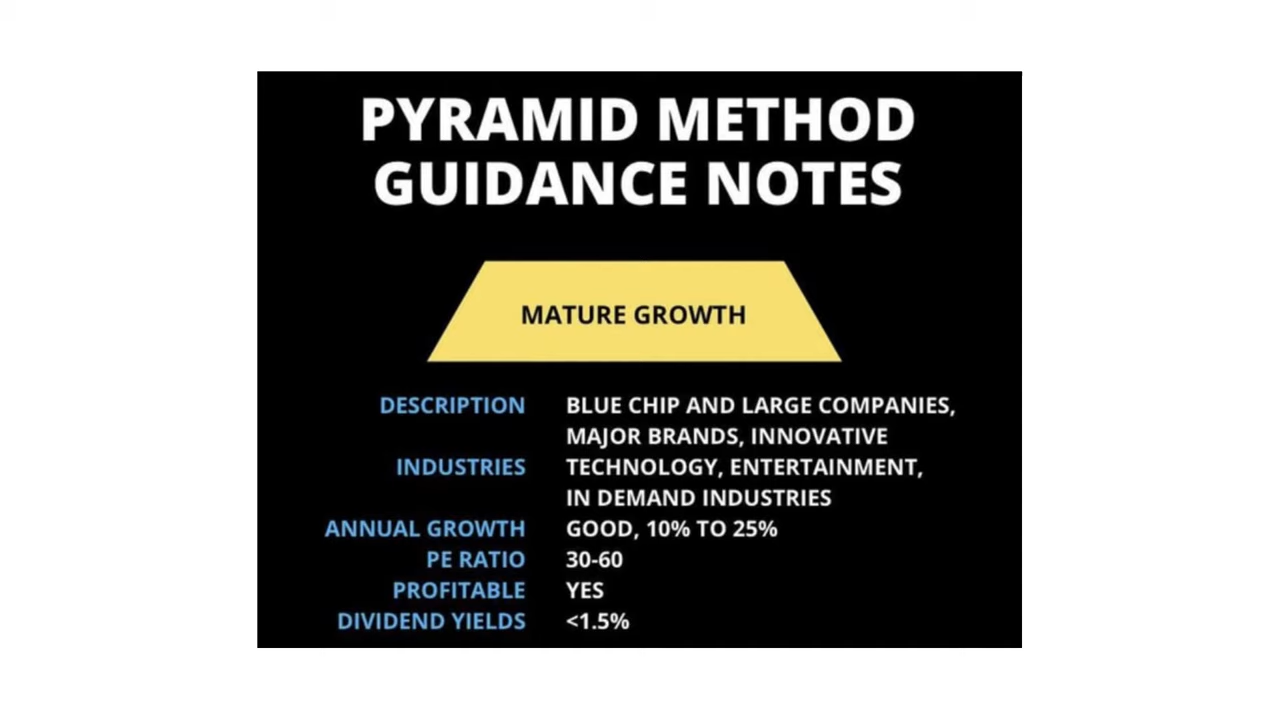 PYRAMID METHOD
GUIDANCE NOTES
MATURE GROWTH
DESCRIPTION BLUE CHIP AND LARGE COMPANIES,
MAJOR BRANDS, INNOVATIVE
INDUSTRIES TECHNOLOGY, ENTERTAINMENT,
IN DEMAND INDUSTRIES
ANNUAL GROWTH GOOD, 10% TO 25%
PE RATIO 30-60
PROFITABLE YES
DIVIDEND YIELDS <1.5%